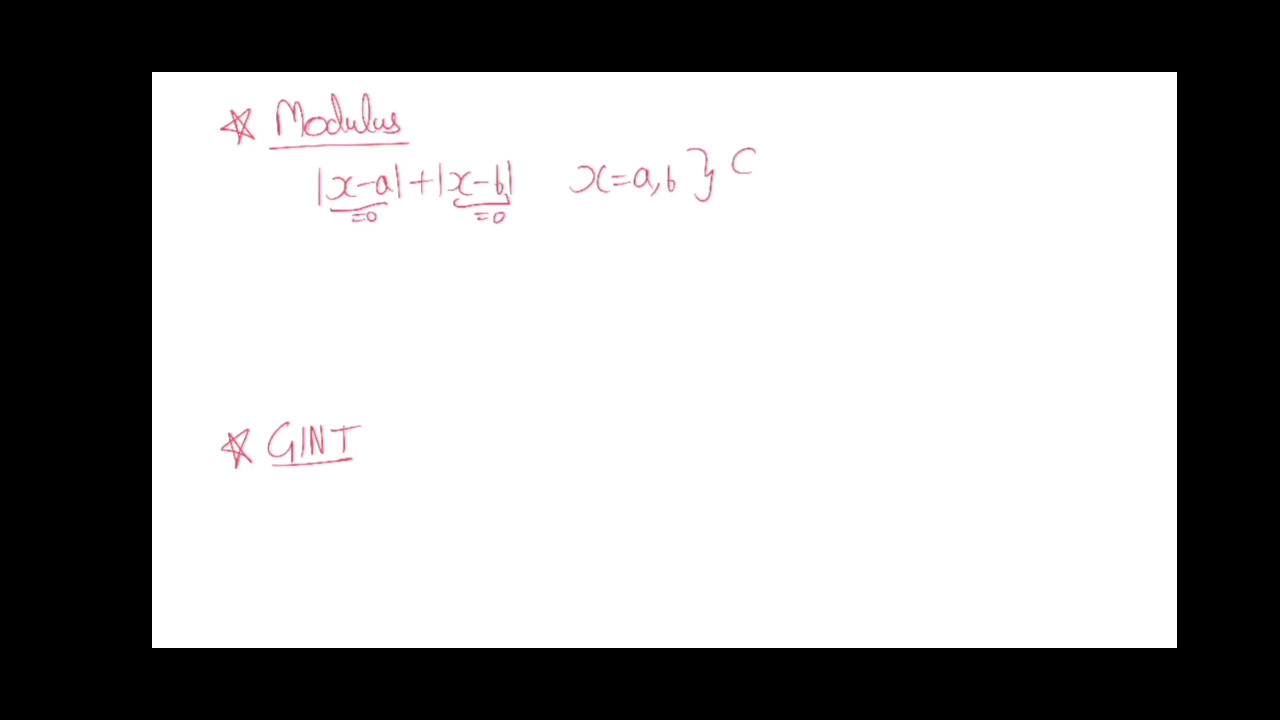 ☆ Modulus
|x-a|+|x-b| x=a,b } C
=0 =0
☆ GINT